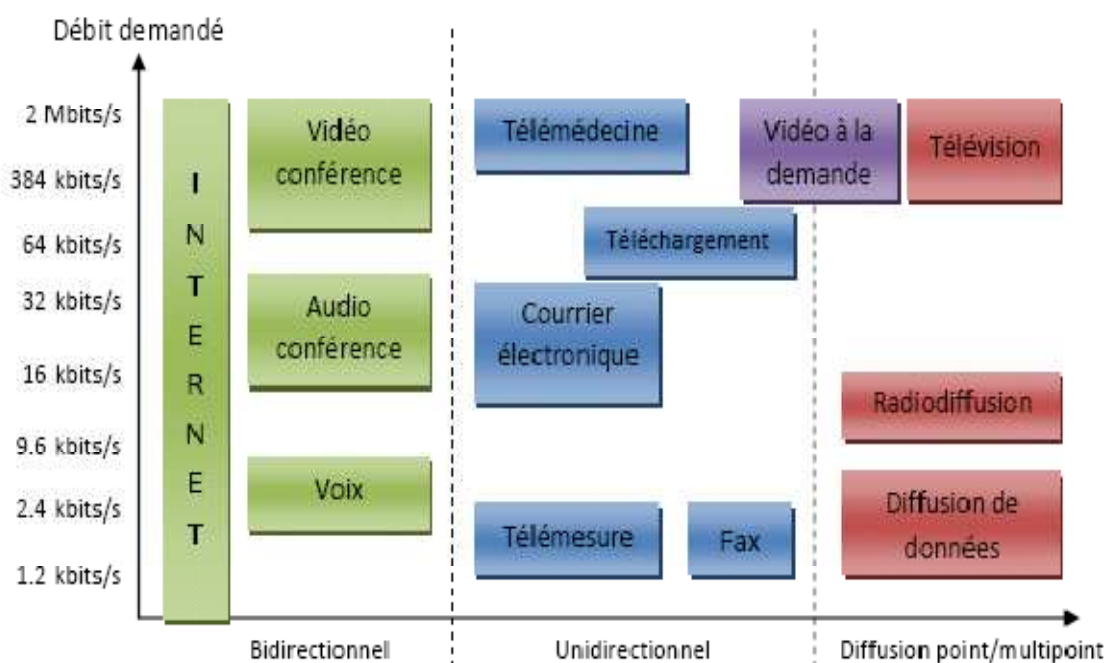 Débit demandé
2 Mbits/s
384 kbits/s
64 kbits/s
32 kbits/s
16 kbits/s
9.6 kbits/s
2.4 kbits/s
1.2 kbits/s
INTERNET
Vidéo
conférence
Audio
conférence
Voix
Télémédecine
Téléchargement
Courrier
électronique
Télémesure
Fax
Vidéo à la
demande
Télévision
Radiodiffusion
Diffusion de
données
Bidirectionnel
Unidirectionnel
Diffusion point/multipoint